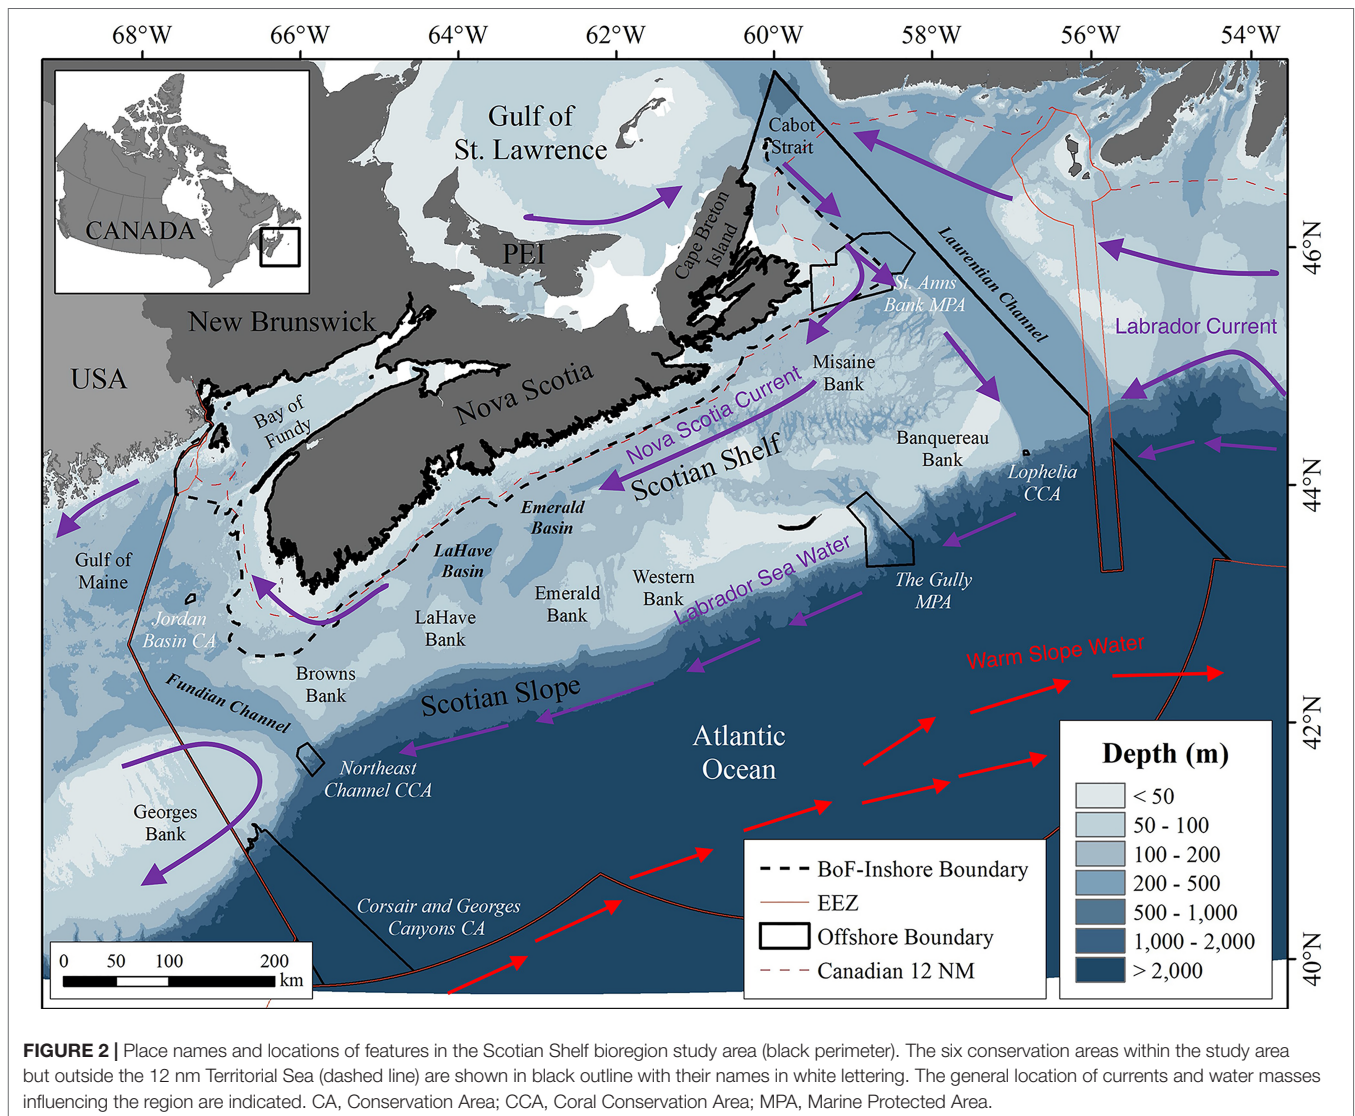 68°W 66°W 64°W 62°W 60°W 58°W 56°W 54°W
CANADA
Gulf of
St. Lawrence
Cabot
Strait
PEI
Cape Breton
Island
Laurentian Channel
46°N
St. Anns
Bank MPA
New Brunswick
USA
Labrador Current
Misaine
Bank
Nova Scotia
Bay of
Fundy
Nova Scotia Current
Scotian Shelf
Banquereau
Bank
Lophelia
CCA
44°N
Emerald
Basin
LaHave
Basin
Gulf of
Maine
Labrador Sea Water
The Gully
MPA
Western
Bank
Emerald
Bank
LaHave
Bank
Jordan
Basin CA
Browns
Bank
Fundian Channel
Scotian Slope
Warm Slope Water
42°N
Atlantic
Ocean
Northeast
Channel CCA
Georges
Bank
Corsair and Georges
Canyons CA
40°N
0 50 100 200
km
BoF-Inshore Boundary
EEZ
Offshore Boundary
Canadian 12 NM
Depth (m)
< 50
50 - 100
100 - 200
200 - 500
500 - 1,000
1,000 - 2,000
> 2,000
FIGURE 2 | Place names and locations of features in the Scotian Shelf bioregion study area (black perimeter). The six conservation areas within the study area
but outside the 12 nm Territorial Sea (dashed line) are shown in black outline with their names in white lettering. The general location of currents and water masses
influencing the region are indicated. CA, Conservation Area; CCA, Coral Conservation Area; MPA, Marine Protected Area.